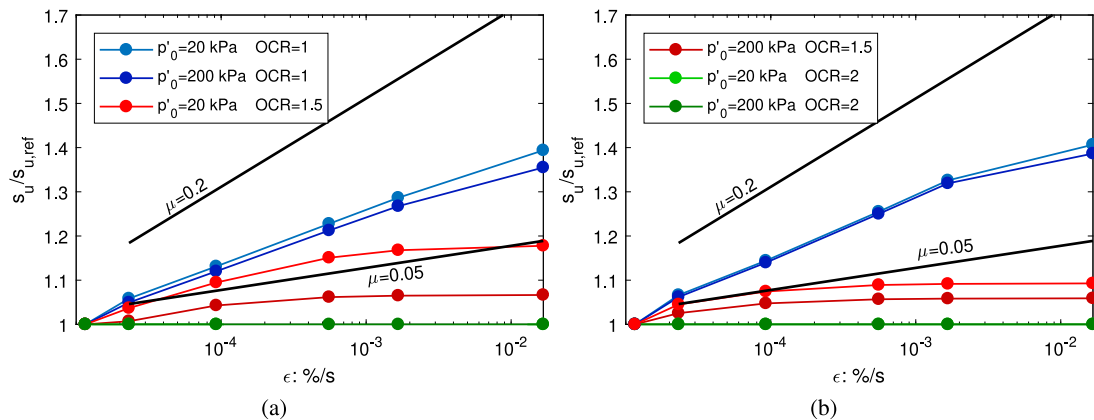 1.7
1.6
1.5
1.4
1.3
1.2
1.1
1
s_u/s_{u,ref}
p'_0=20 kPa OCR=1
p'_0=200 kPa OCR=1
p'_0=20 kPa OCR=1.5
μ=0.2
μ=0.05
10^{-4}
10^{-3}
10^{-2}
ϵ: %/s
(a)
1.7
1.6
1.5
1.4
1.3
1.2
1.1
1
s_u/s_{u,ref}
p'_0=200 kPa OCR=1.5
p'_0=20 kPa OCR=2
p'_0=200 kPa OCR=2
μ=0.2
μ=0.05
10^{-4}
10^{-3}
10^{-2}
ϵ: %/s
(b)